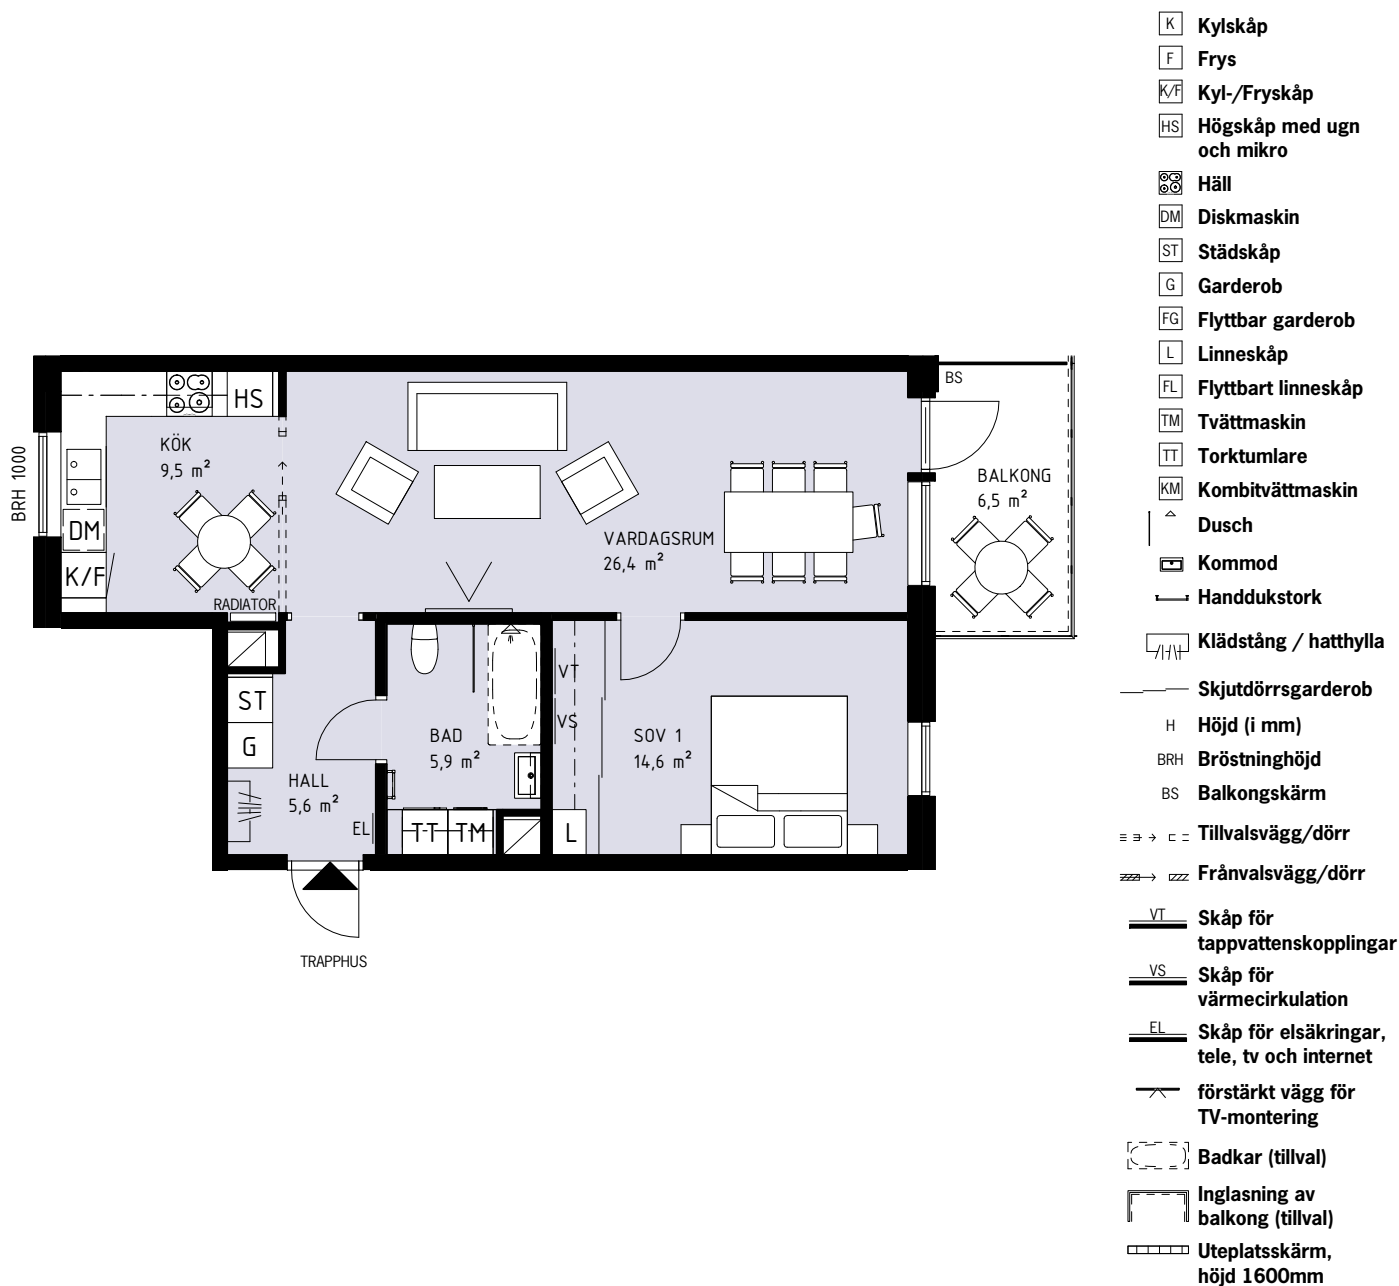 HS
KÖK
9,5 m²
BRH 1000
DM
K/F
RADIATOR
VARDAGSRUM
26,4 m²
BS
BALKONG
6,5 m²
ST
G
HALL
5,6 m²
EL
BAD
5,9 m²
TT
TM
VT
VS
SOV 1
14,6 m²
L
TRAPPHUS
K Kylskåp
F Frys
K/F Kyl-/Fryskåp
HS Högskåp med ugn
och mikro
Häll
DM Diskmaskin
ST Städskåp
G Garderob
FG Flyttbar garderob
L Linneskåp
FL Flyttbart linneskåp
TM Tvättmaskin
TT Torktumlare
KM Kombitvättmaskin
Dusch
Kommod
Handdukstork
Klädstång / hatthylla
Skjutdörrsgarderob
H Höjd (i mm)
BRH Bröstninghöjd
BS Balkongskärm
Tillvalsvägg/dörr
Frånvalsvägg/dörr
VT Skåp för
tappvattenskopplingar
VS Skåp för
värmecirkulation
EL Skåp för elsäkringar,
tele, tv och internet
förstärkt vägg för
TV-montering
Badkar (tillval)
Inglasning av
balkong (tillval)
Uteplatsskärm,
höjd 1600mm